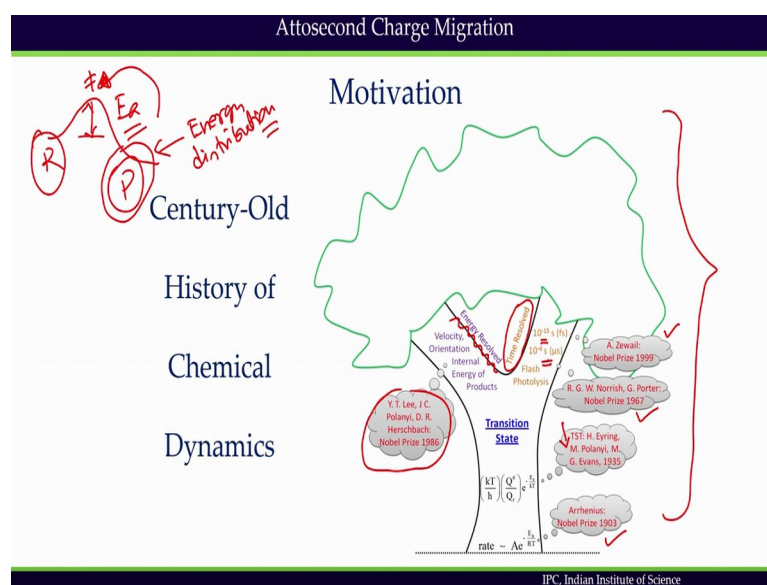 Attosecond Charge Migration
Motivation
R
Ea
P
Energy
distribution
Century-Old
History of
Chemical
Dynamics
Energy Resolved
Time Resolved
Velocity,
Orientation
Internal
Energy of
Products
10⁻¹⁵ s (fs)
10⁻⁶ s (μs)
Flash
Photolysis
A. Zewail:
Nobel Prize 1999
R. G. W. Norrish, G. Porter:
Nobel Prize 1967
Y. T. Lee, J C.
Polanyi, D. R.
Herschbach:
Nobel Prize 1986
Transition
State
TST: H. Eyring,
M. Polanyi, M.
G. Evans, 1935
Arrhenius:
Nobel Prize 1903
rate ~ Ae
IPC, Indian Institute of Science